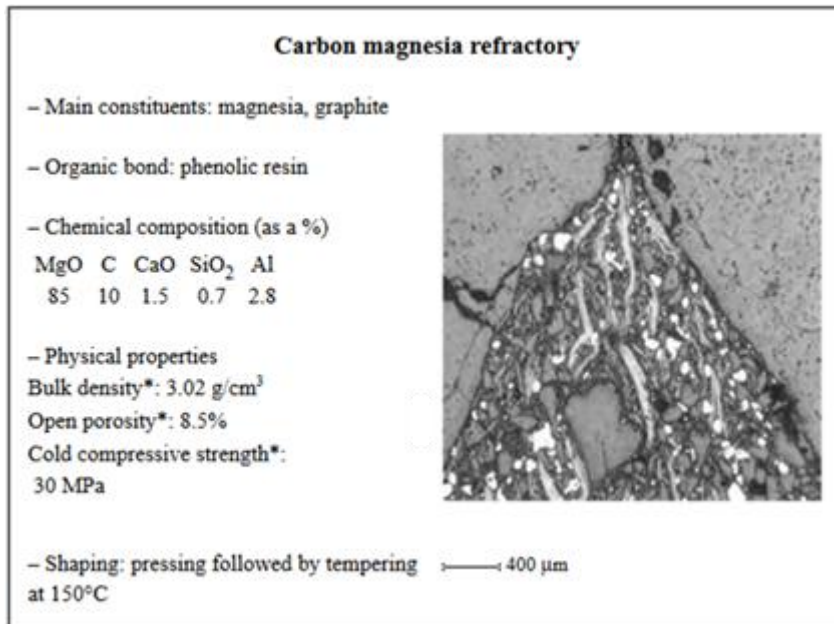 Carbon magnesia refractory
– Main constituents: magnesia, graphite
– Organic bond: phenolic resin
– Chemical composition (as a %)
MgO C CaO SiO₂ Al
85 10 1.5 0.7 2.8
– Physical properties
Bulk density*: 3.02 g/cm³
Open porosity*: 8.5%
Cold compressive strength*:
30 MPa
– Shaping: pressing followed by tempering
at 150°C
400 µm